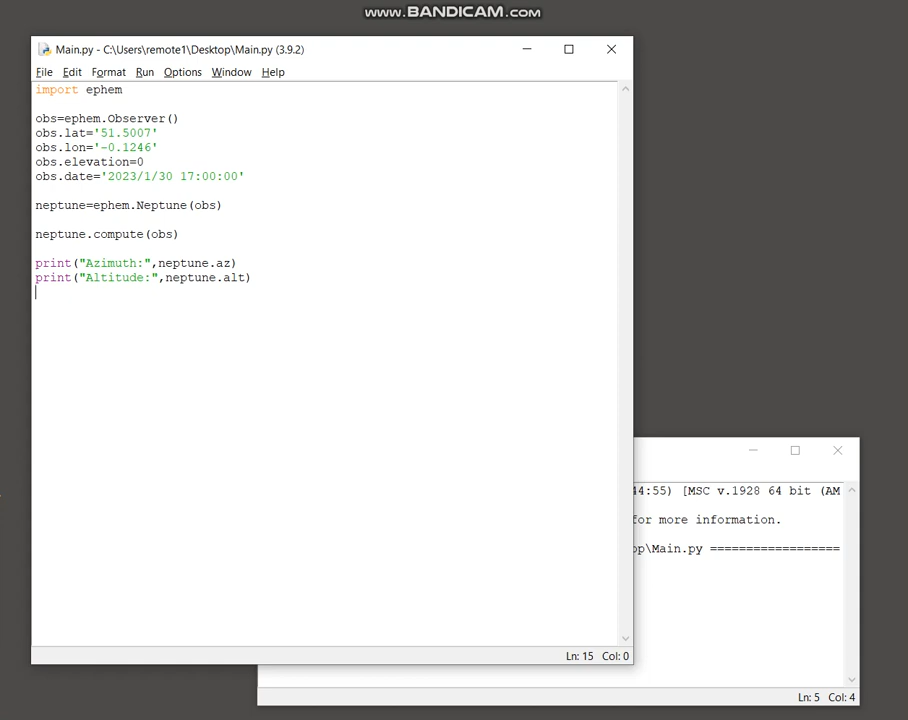 www.BANDICAM.com
Main.py - C:\Users\remote1\Desktop\Main.py (3.9.2)
File Edit Format Run Options Window Help
import ephem
obs=ephem.Observer()
obs.lat='51.5007'
obs.lon='-0.1246'
obs.elevation=0
obs.date='2023/1/30 17:00:00'
neptune=ephem.Neptune(obs)
neptune.compute(obs)
print("Azimuth:",neptune.az)
print("Altitude:",neptune.alt)
Ln: 15 Col: 0
44:55) [MSC v.1928 64 bit (AM
for more information.
op\Main.py ==================
Ln: 5 Col: 4